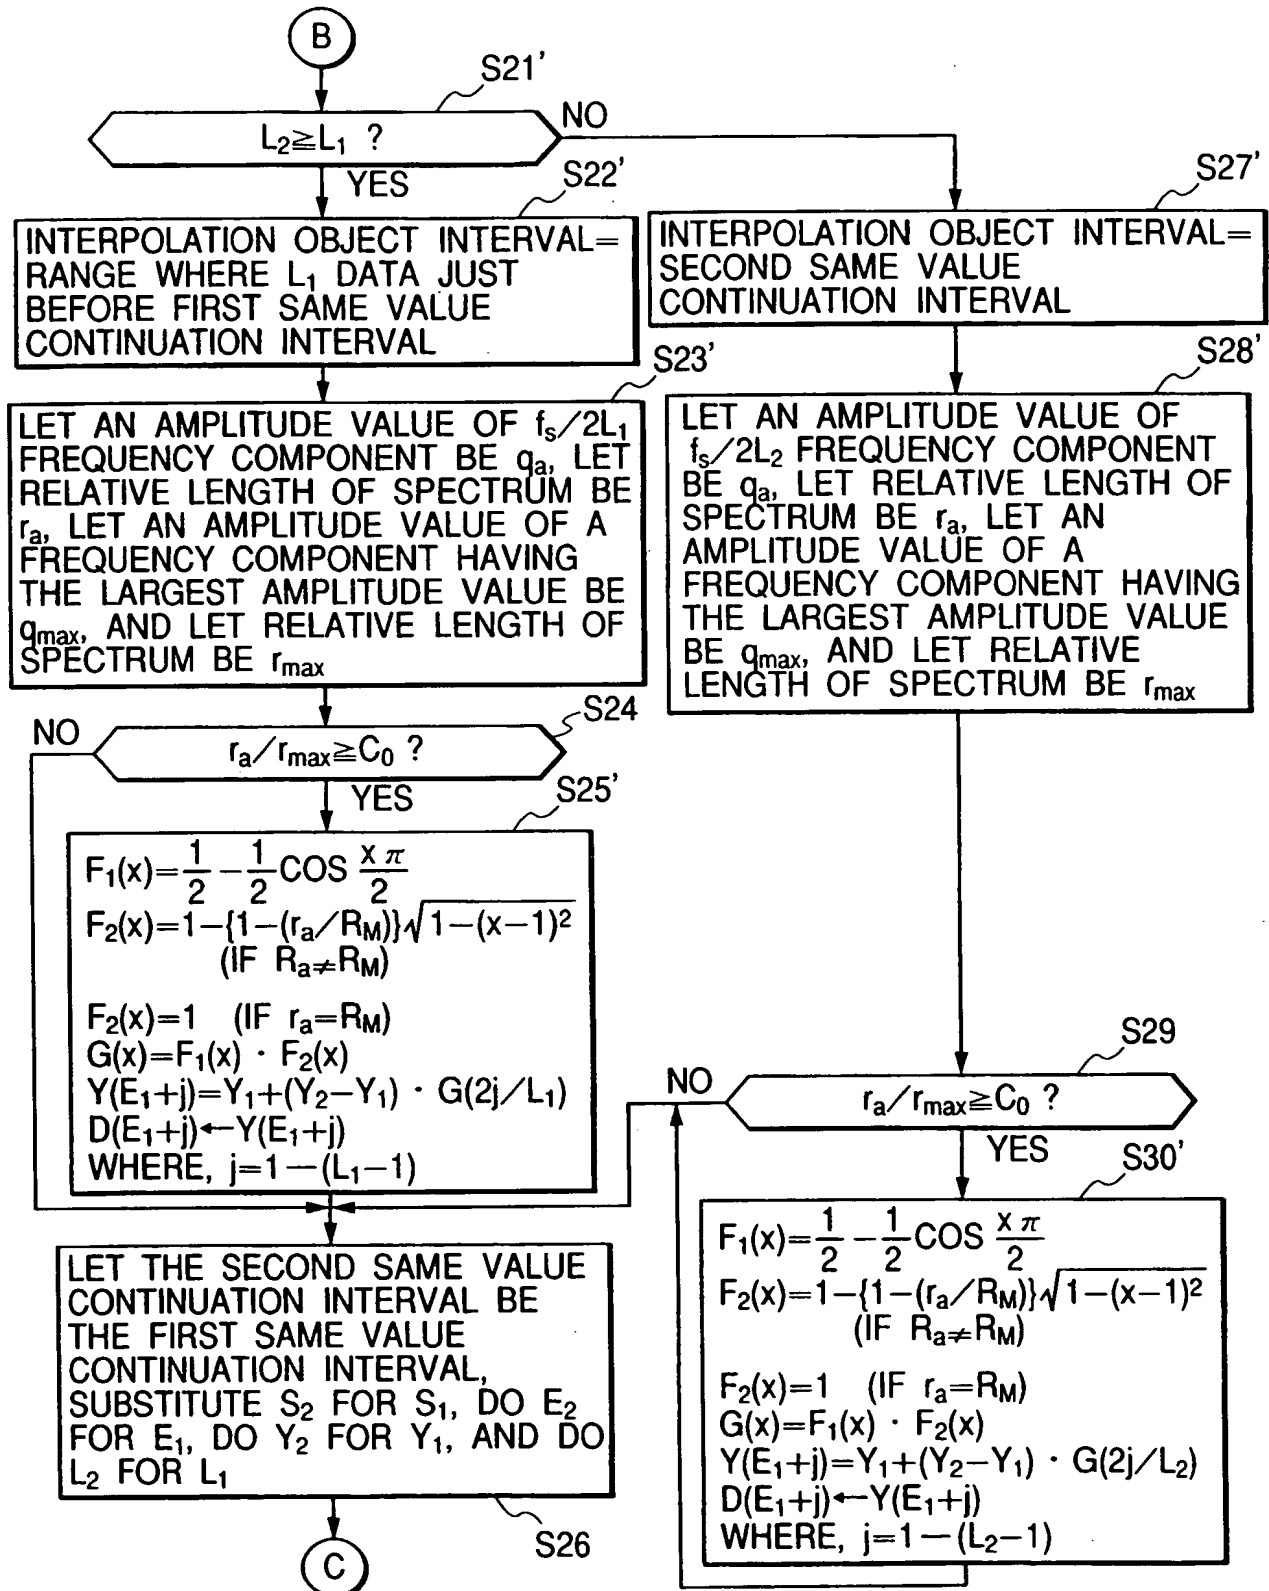 B
S21'
L₂≧L₁ ?
NO
YES
S22'
INTERPOLATION OBJECT INTERVAL=
RANGE WHERE L₁ DATA JUST
BEFORE FIRST SAME VALUE
CONTINUATION INTERVAL
S23'
LET AN AMPLITUDE VALUE OF fₛ/2L₁
FREQUENCY COMPONENT BE qₐ, LET
RELATIVE LENGTH OF SPECTRUM BE
rₐ, LET AN AMPLITUDE VALUE OF A
FREQUENCY COMPONENT HAVING
THE LARGEST AMPLITUDE VALUE BE
qmax, AND LET RELATIVE LENGTH OF
SPECTRUM BE rmax
S24
NO
rₐ/rmax≧C₀ ?
YES
S25'
F₁(x)=1/2-1/2COS xπ/2
F₂(x)=1-{1-(rₐ/R_M)}√1-(x-1)²
(IF Rₐ≠R_M)
F₂(x)=1 (IF rₐ=R_M)
G(x)=F₁(x)・F₂(x)
Y(E₁+j)=Y₁+(Y₂-Y₁)・G(2j/L₁)
D(E₁+j)←Y(E₁+j)
WHERE, j=1-(L₁-1)
LET THE SECOND SAME VALUE
CONTINUATION INTERVAL BE
THE FIRST SAME VALUE
CONTINUATION INTERVAL,
SUBSTITUTE S₂ FOR S₁, DO E₂
FOR E₁, DO Y₂ FOR Y₁, AND DO
L₂ FOR L₁
S26
C
S27'
INTERPOLATION OBJECT INTERVAL=
SECOND SAME VALUE
CONTINUATION INTERVAL
S28'
LET AN AMPLITUDE VALUE OF
fₛ/2L₂ FREQUENCY COMPONENT
BE qₐ, LET RELATIVE LENGTH OF
SPECTRUM BE rₐ, LET AN
AMPLITUDE VALUE OF A
FREQUENCY COMPONENT HAVING
THE LARGEST AMPLITUDE VALUE
BE qmax, AND LET RELATIVE
LENGTH OF SPECTRUM BE rmax
S29
NO
rₐ/rmax≧C₀ ?
YES
S30'
F₁(x)=1/2-1/2COS xπ/2
F₂(x)=1-{1-(rₐ/R_M)}√1-(x-1)²
(IF Rₐ≠R_M)
F₂(x)=1 (IF rₐ=R_M)
G(x)=F₁(x)・F₂(x)
Y(E₁+j)=Y₁+(Y₂-Y₁)・G(2j/L₂)
D(E₁+j)←Y(E₁+j)
WHERE, j=1-(L₂-1)